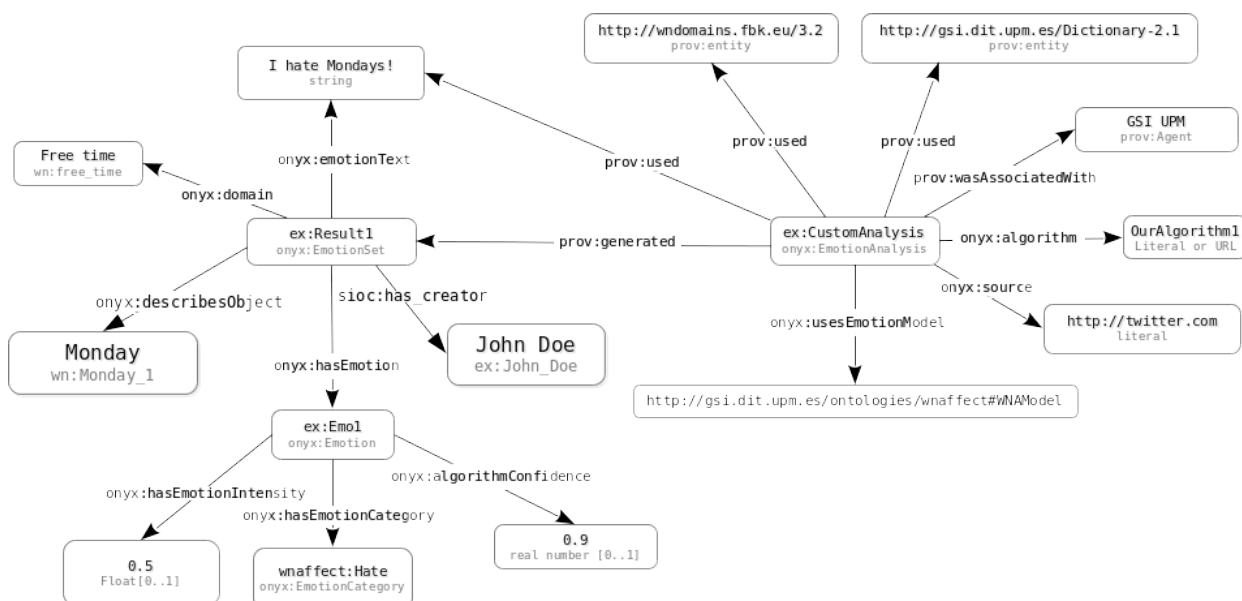 http://wndomains.fbk.eu/3.2
prov:entity
http://gsi.dit.upm.es/Dictionary-2.1
prov:entity
I hate Mondays!
string
GSI UPM
prov:Agent
prov:used
prov:used
prov:used
onyx:emotionText
Free time
wn:free_time
prov:wasAssociatedWith
onyx:domain
ex:Result1
onyx:EmotionSet
prov:generated
ex:CustomAnalysis
onyx:EmotionAnalysis
onyx:algorithm
OurAlgorithm1
Literal or URL
onyx:describesObject
sioc:has_creator
onyx:source
onyx:usesEmotionModel
http://twitter.com
literal
Monday
wn:Monday_1
John Doe
ex:John_Doe
onyx:hasEmotion
http://gsi.dit.upm.es/ontologies/wnaffect#WNAModel
ex:Emo1
onyx:Emotion
onyx:algorithmConfidence
onyx:hasEmotionIntensity
onyx:hasEmotionCategory
0.5
Float[0..1]
wnaffect:Hate
onyx:EmotionCategory
0.9
real number [0..1]